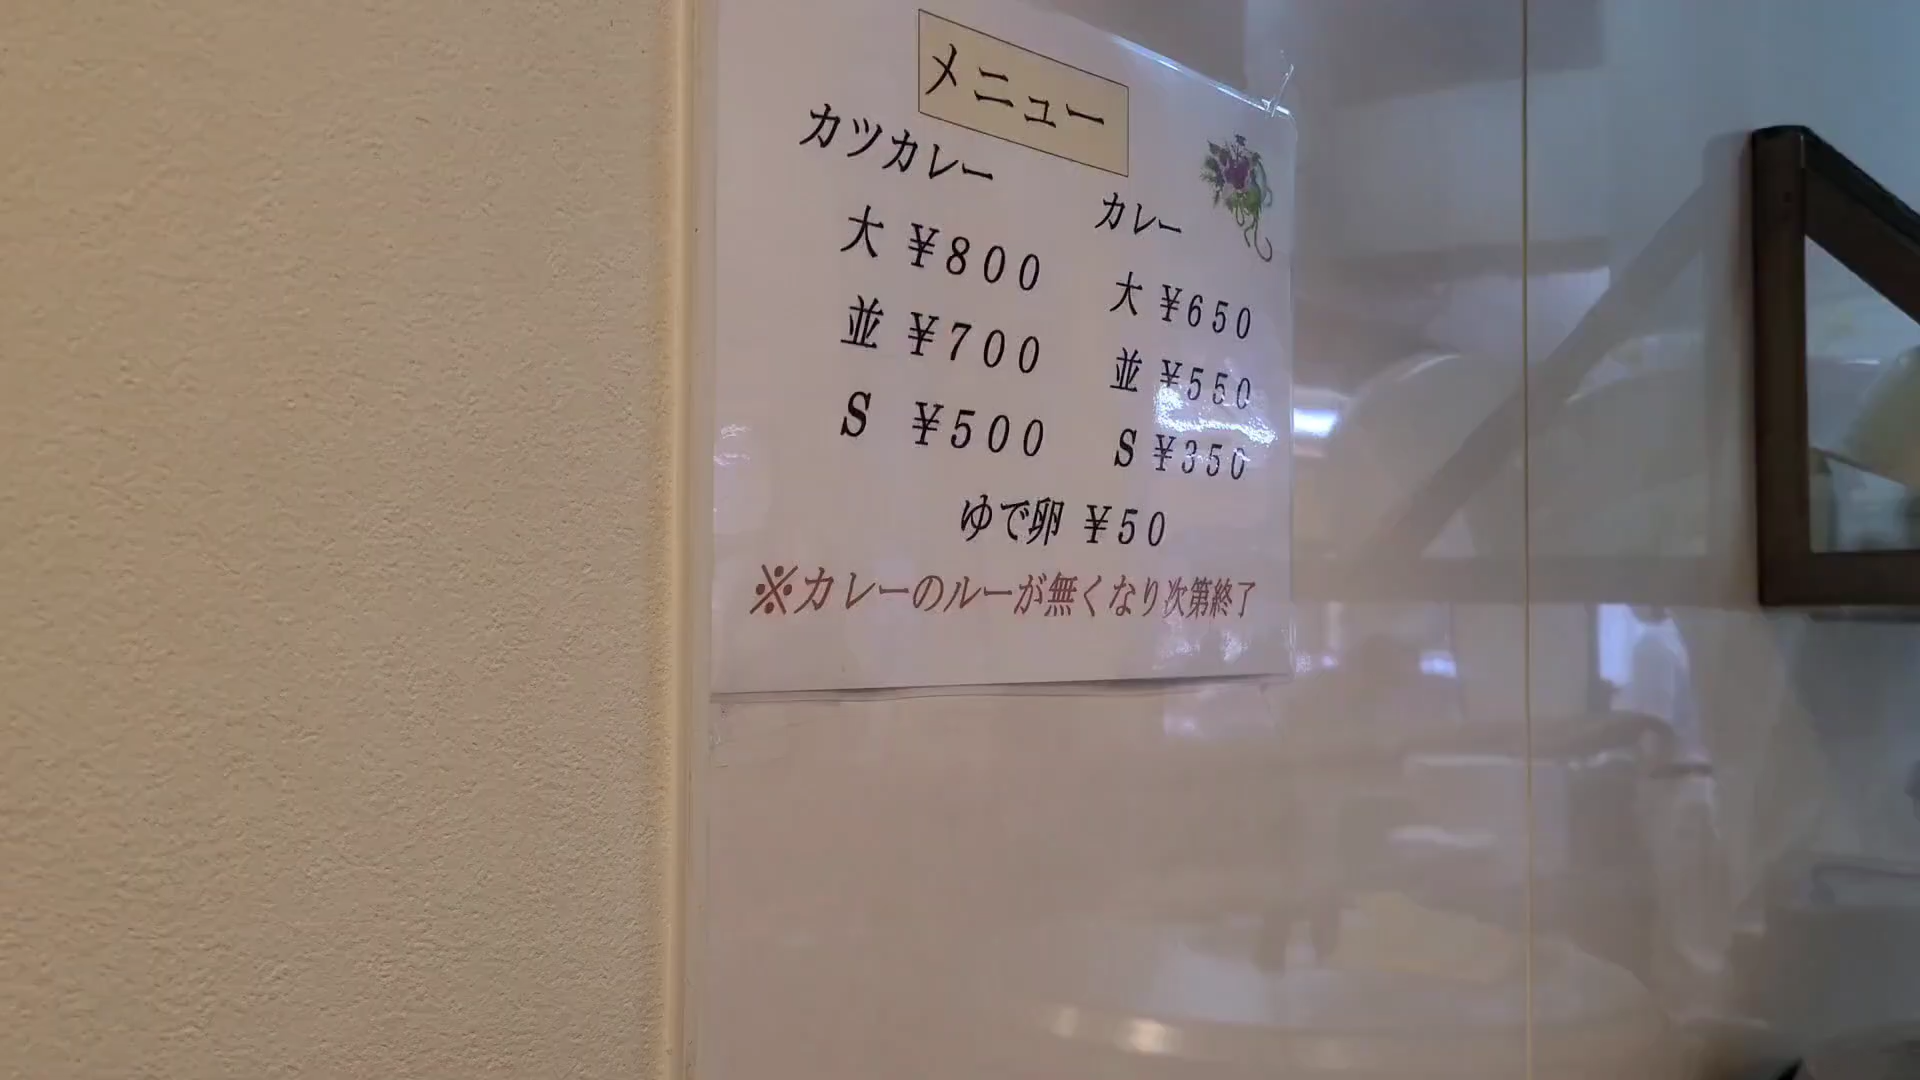 メニュー
カツカレー
大 ¥800
並 ¥700
S ¥500
カレー
大 ¥650
並 ¥550
S ¥350
ゆで卵 ¥50
※カレーのルーが無くなり次第終了